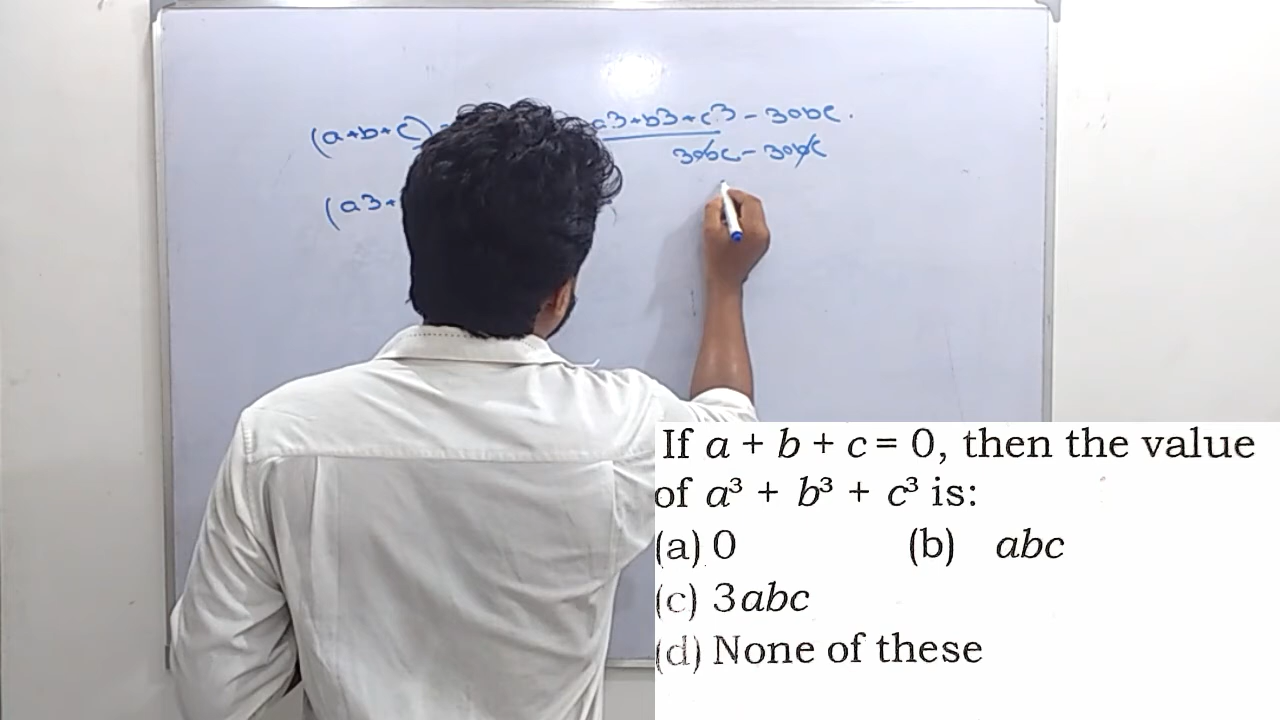 (a+b+c) a3+b3+c3 - 3abc.
3abc - 3abc
(a3+
If a + b + c = 0, then the value
of a³ + b³ + c³ is:
(a) 0 (b) abc
(c) 3abc
(d) None of these